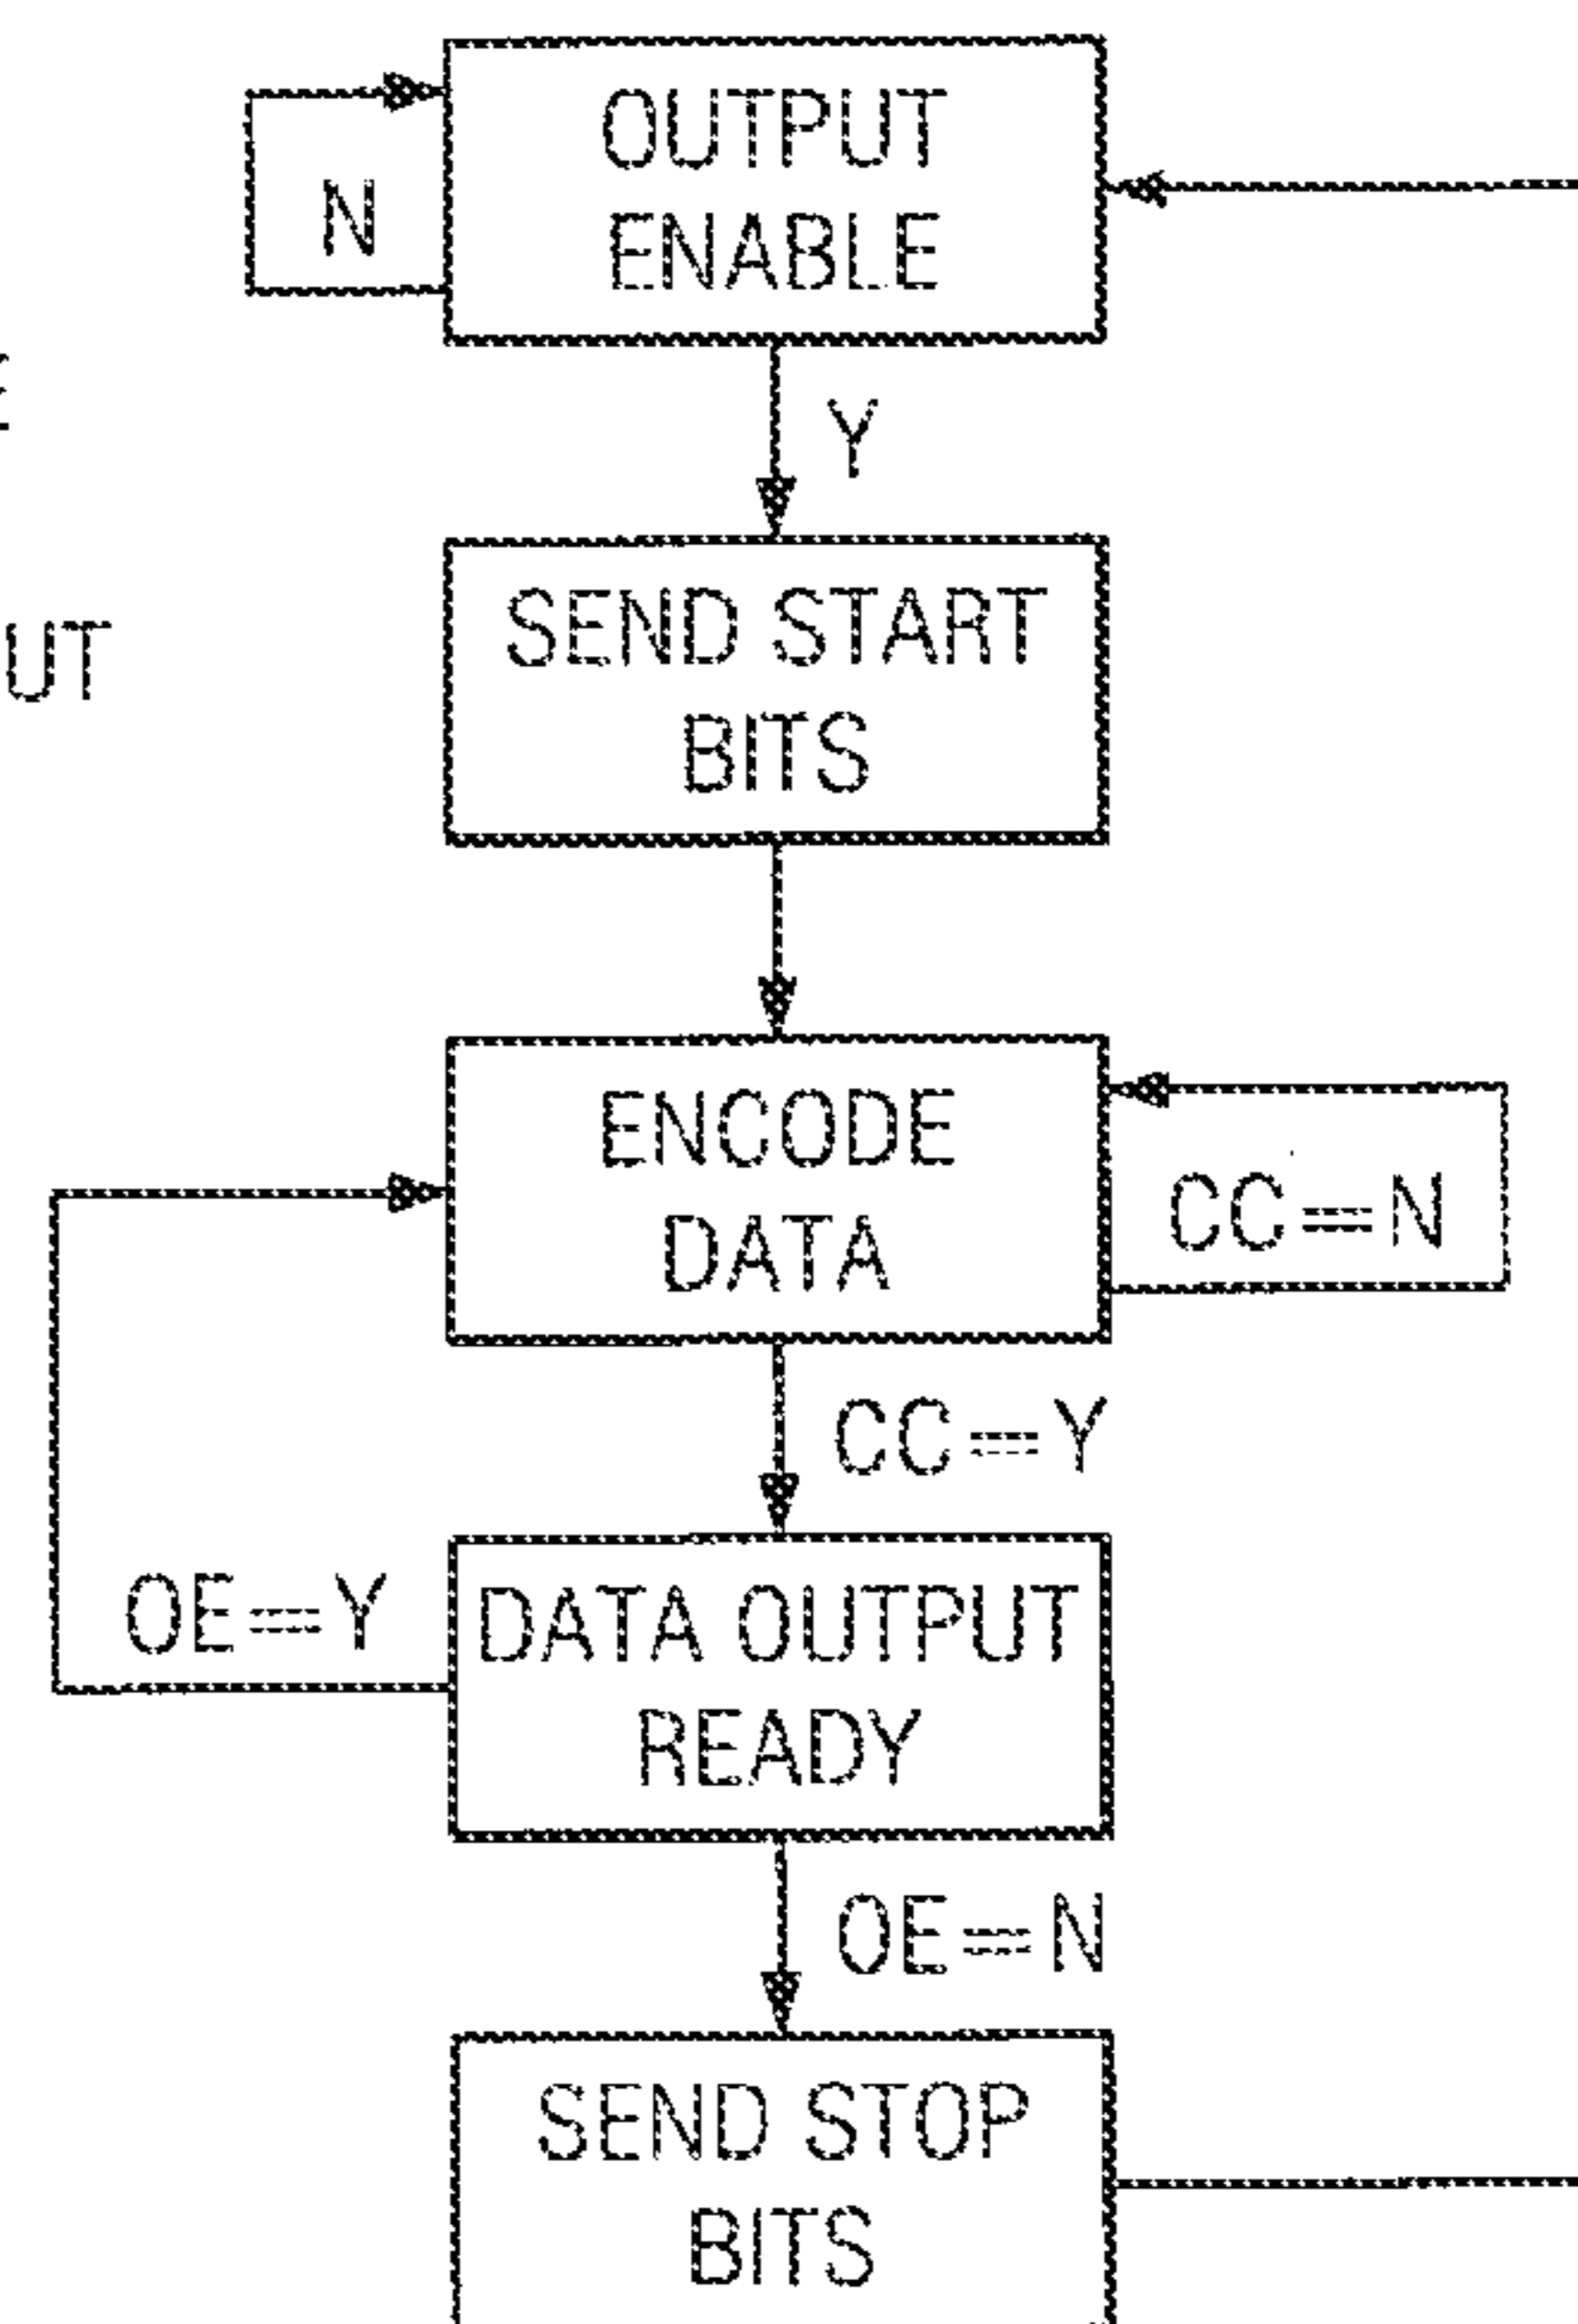 OUTPUT
ENABLE
N
Y
SEND START
BITS
UT
ENCODE
DATA
CC=N
CC=Y
OE=Y
DATA OUTPUT
READY
OE=N
SEND STOP
BITS